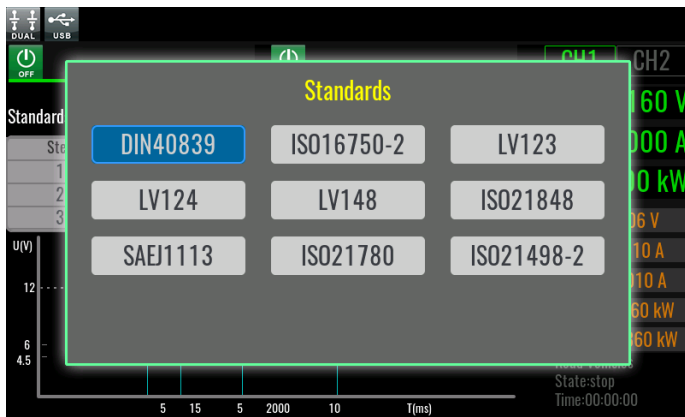 DUAL USB
OFF
CH1 CH2
Standards
Standard
160 V
000 A
00 kW
DIN40839 ISO16750-2 LV123
LV124 LV148 ISO21848
SAEJ1113 ISO21780 ISO21498-2
Ste
1
2
3
06 V
10 A
010 A
60 kW
360 kW
U(V)
12
6
4.5
State:stop
Time:00:00:00
5 15 5 2000 10 T(ms)